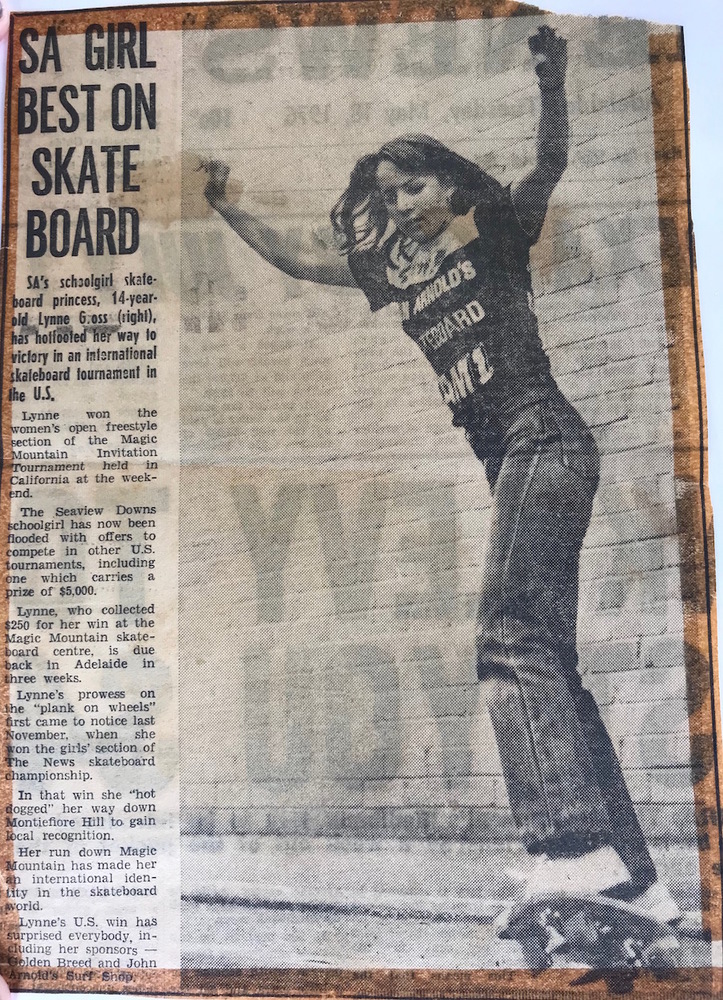 SA GIRL
BEST ON
SKATE
BOARD
SA's schoolgirl skate-
board princess, 14-year-
old Lynne G.oss (right),
has hotfooted her way to
victory in an international
skateboard tournament in
the U.S.
Lynne won the
women's open freestyle
section of the Magic
Mountain Invitation
Tournament held in
California at the week-
end.
The Seaview Downs
schoolgirl has now been
flooded with offers to
compete in other U.S.
tournaments, including
one which carries a
prize of $5,000.
Lynne, who collected
$250 for her win at the
Magic Mountain skate-
board centre, is due
back in Adelaide in
three weeks.
Lynne's prowess on
the "plank on wheels"
first came to notice last
November, when she
won the girls' section of
The News skateboard
championship.
In that win she "hot
dogged" her way down
Montiefiore Hill to gain
local recognition.
Her run down Magic
Mountain has made her
an international iden-
tity in the skateboard
world.
Lynne's U.S. win has
surprised everybody, in-
cluding her sponsors —
Golden Breed and John
Arnold's Surf Shop.
ARNOLD'S
TEBOARD
Adelaide, Tuesday, May 18, 1976
LEVY